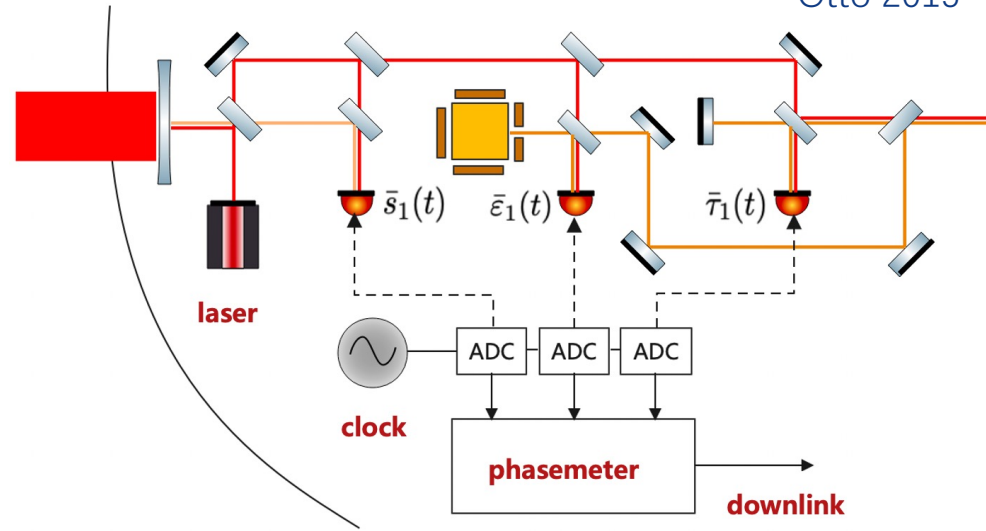 Otto 2015
s̄₁(t)
ε̄₁(t)
τ̄₁(t)
laser
ADC
ADC
ADC
clock
phasemeter
downlink